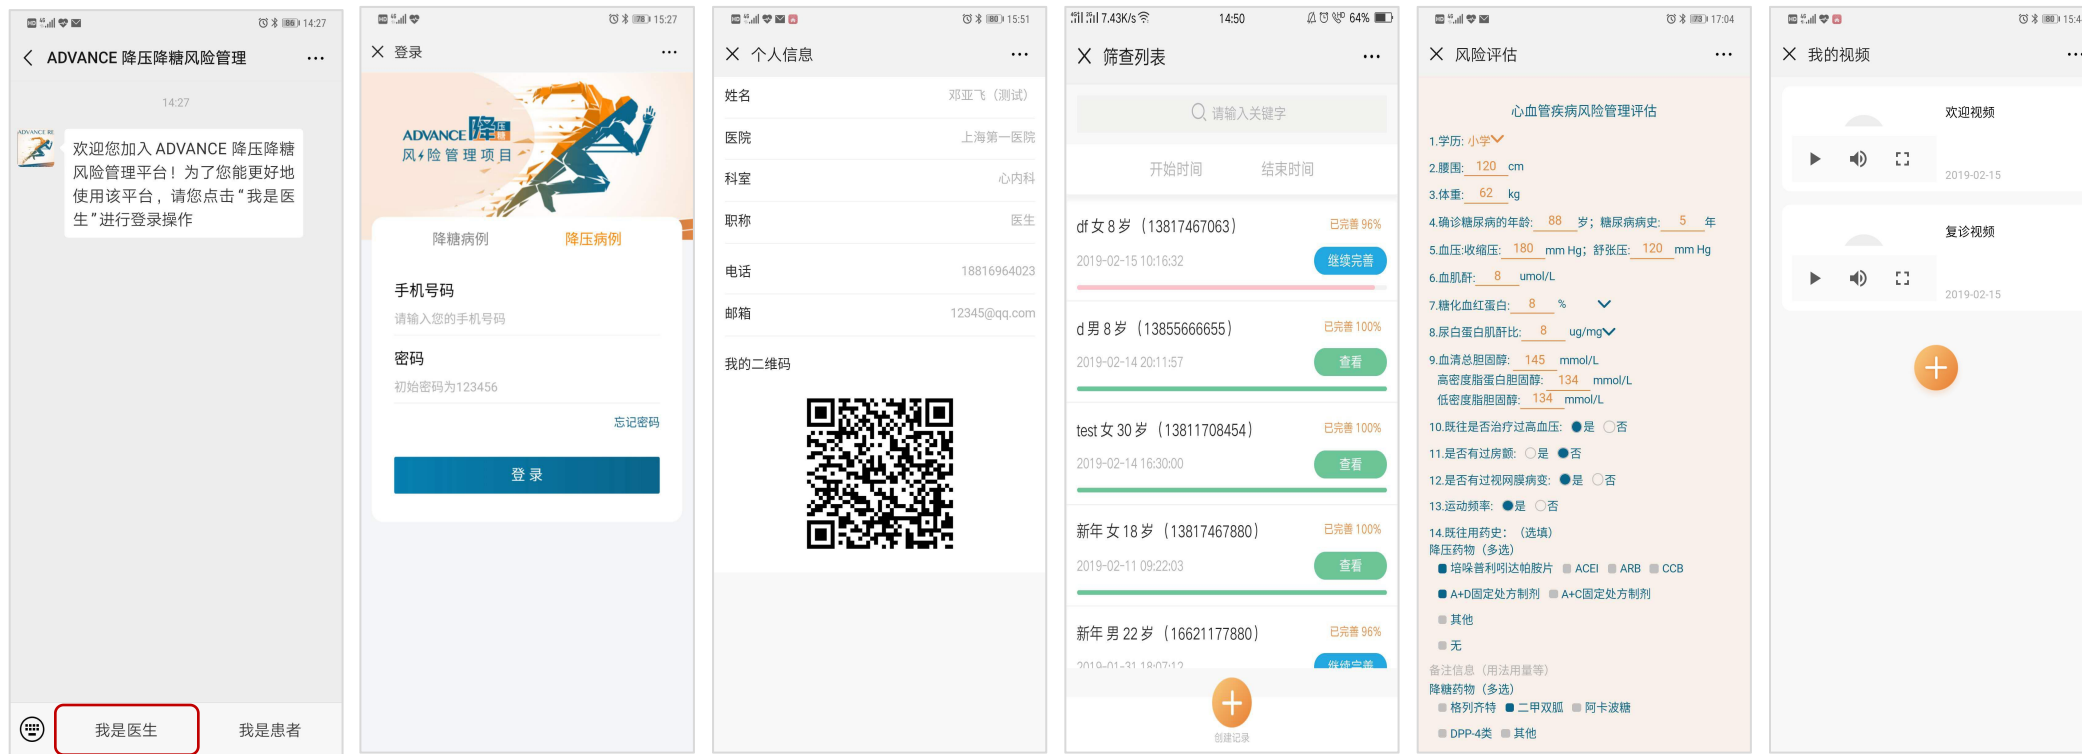 86 14:27
ADVANCE 降压降糖风险管理
14:27
欢迎您加入 ADVANCE 降压降糖
风险管理平台！为了您能更好地
使用该平台，请您点击“我是医
生”进行登录操作
我是医生
我是患者
78 15:27
登录
ADVANCE 降压糖
风险管理项目
降糖病例
降压病例
手机号码
请输入您的手机号码
密码
初始密码为123456
忘记密码
登 录
80 15:51
个人信息
姓名
邓亚飞（测试）
医院
上海第一医院
科室
心内科
职称
医生
电话
18816964023
邮箱
12345@qq.com
我的二维码
7.43K/s
14:50
64%
筛查列表
请输入关键字
开始时间
结束时间
df 女 8 岁（13817467063）
已完善 96%
2019-02-15 10:16:32
继续完善
d 男 8 岁（13855666655）
已完善 100%
2019-02-14 20:11:57
查看
test 女 30 岁（13811708454）
已完善 100%
2019-02-14 16:30:00
查看
新年 女 18 岁（13817467880）
已完善 100%
2019-02-11 09:22:03
查看
新年 男 22 岁（16621177880）
已完善 96%
2019-01-31 18:07:12
继续完善
创建记录
17:04
风险评估
心血管疾病风险管理评估
1.学历: 小学
2.腰围: 120 cm
3.体重: 62 kg
4.确诊糖尿病的年龄: 88 岁；糖尿病病史: 5 年
5.血压:收缩压: 180 mm Hg；舒张压: 120 mm Hg
6.血肌酐: 8 umol/L
7.糖化血红蛋白: 8 %
8.尿白蛋白肌酐比: 8 ug/mg
9.血清总胆固醇: 145 mmol/L
高密度脂蛋白胆固醇: 134 mmol/L
低密度脂胆固醇: 134 mmol/L
10.既往是否治疗过高血压: 是 否
11.是否有过房颤: 是 否
12.是否有过视网膜病变: 是 否
13.运动频率: 是 否
14.既往用药史：（选填）
降压药物（多选）
培哚普利吲达帕胺片 ACEI ARB CCB
A+D固定处方制剂 A+C固定处方制剂
其他
无
备注信息（用法用量等）
降糖药物（多选）
格列齐特 二甲双胍 阿卡波糖
DPP-4类 其他
80 15:4
我的视频
欢迎视频
2019-02-15
复诊视频
2019-02-15